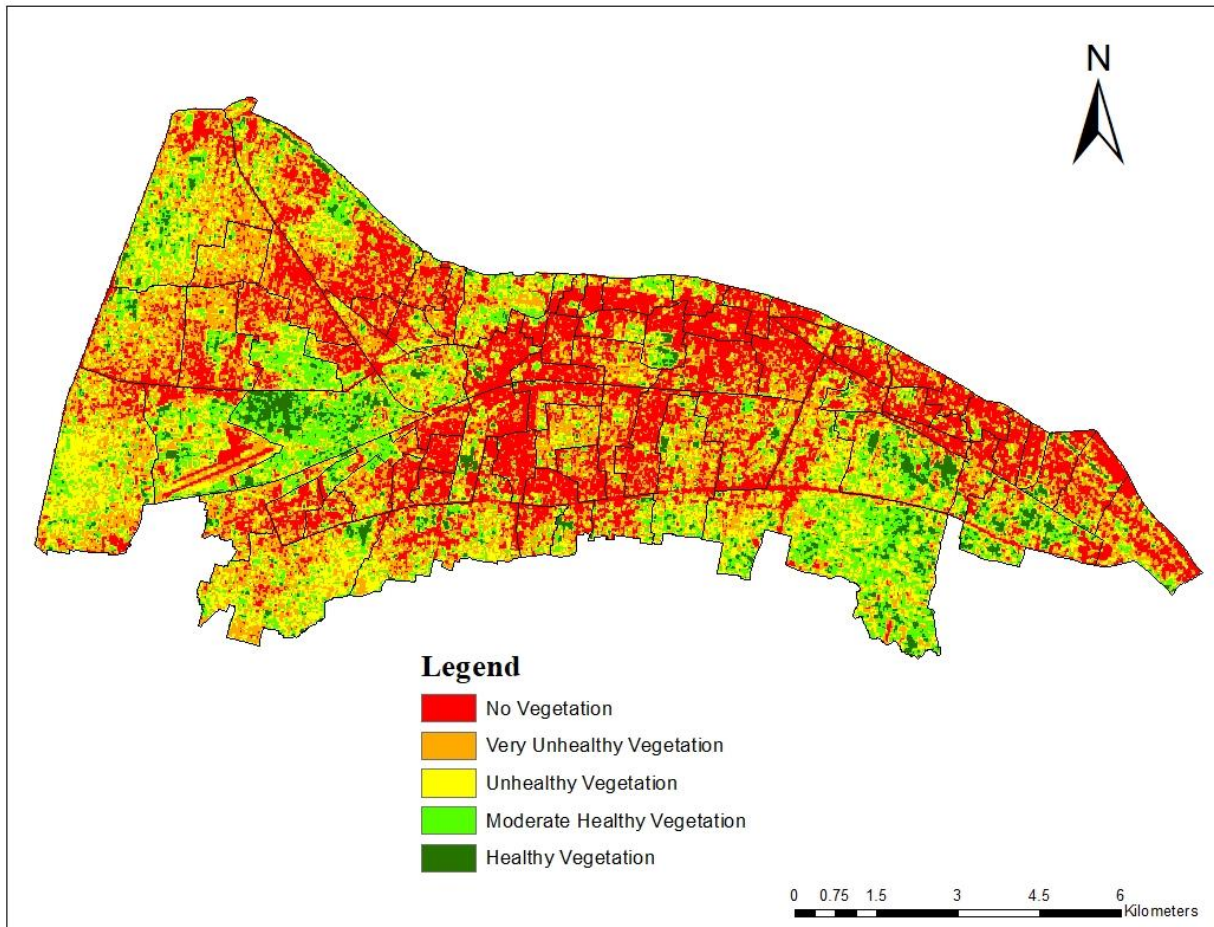 N
Legend
No Vegetation
Very Unhealthy Vegetation
Unhealthy Vegetation
Moderate Healthy Vegetation
Healthy Vegetation
0 0.75 1.5 3 4.5 6
Kilometers